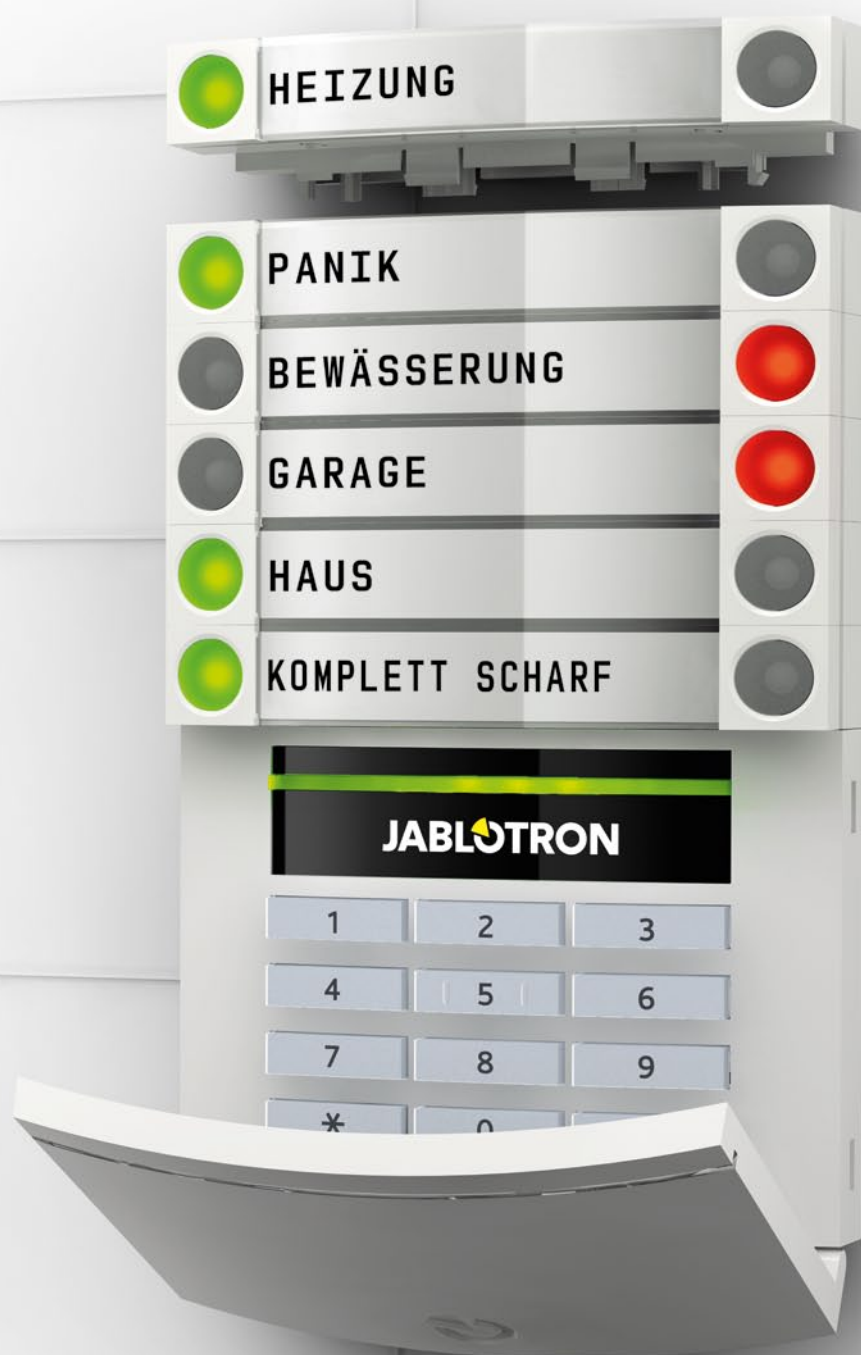 HEIZUNG
PANIK
BEWÄSSERUNG
GARAGE
HAUS
KOMPLETT SCHARF
JABLOTRON
1 2 3
4 5 6
7 8 9
* 0